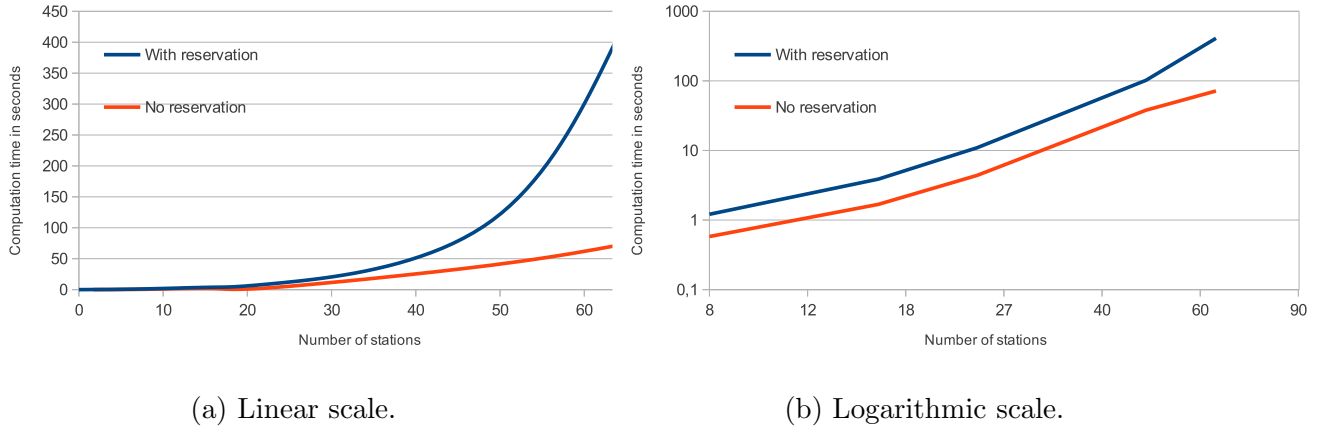 450
400
350
300
250
200
150
100
50
0
With reservation
No reservation
Computation time in seconds
0 10 20 30 40 50 60
Number of stations
(a) Linear scale.
1000
100
10
1
0,1
With reservation
No reservation
Computation time in seconds
8 12 18 27 40 60 90
Number of stations
(b) Logarithmic scale.